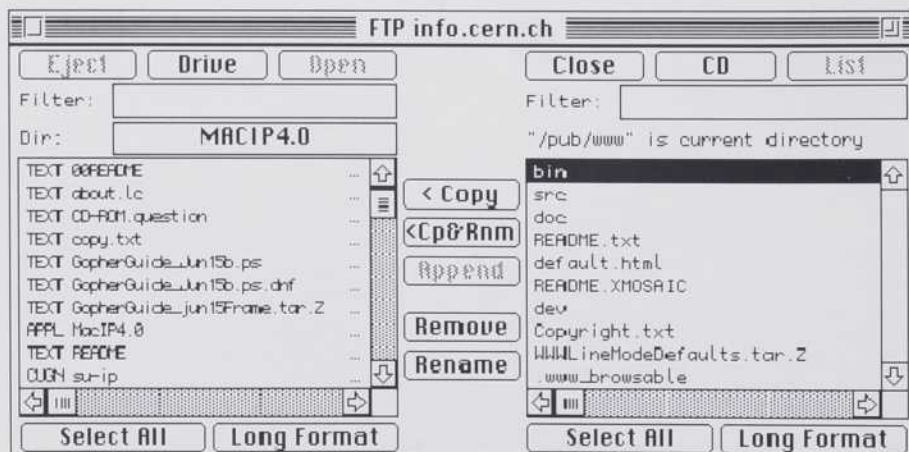 FTP info.cern.ch
Eject Drive Open
Filter:
Dir: MACIP4.0
TEXT 00README ...
TEXT about.lc ...
TEXT CD-ROM.question ...
TEXT copy.txt ...
TEXT GopherGuide_Jun15b.ps ...
TEXT GopherGuide_Jun15b.ps.dnf ...
TEXT GopherGuide_jun15Frame.tar.Z ...
APPL MacIP4.0 ...
TEXT README ...
CUGN su-ip ...
Select All Long Format
< Copy
<Cp&Rnm
Append
Remove
Rename
Close CD List
Filter:
"/pub/www" is current directory
bin
src
doc
README.txt
default.html
README.XMOSAIC
dev
Copyright.txt
WWWLineModeDefaults.tar.Z
.www_browsable
Select All Long Format